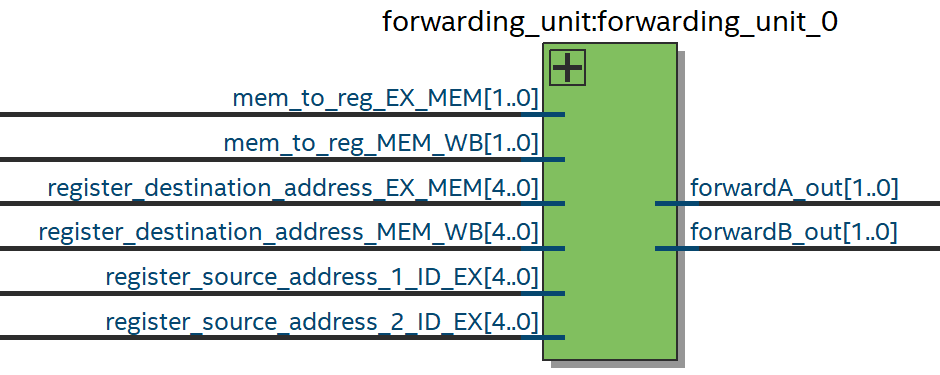 forwarding_unit:forwarding_unit_0
mem_to_reg_EX_MEM[1..0]
mem_to_reg_MEM_WB[1..0]
register_destination_address_EX_MEM[4..0]
forwardA_out[1..0]
register_destination_address_MEM_WB[4..0]
forwardB_out[1..0]
register_source_address_1_ID_EX[4..0]
register_source_address_2_ID_EX[4..0]